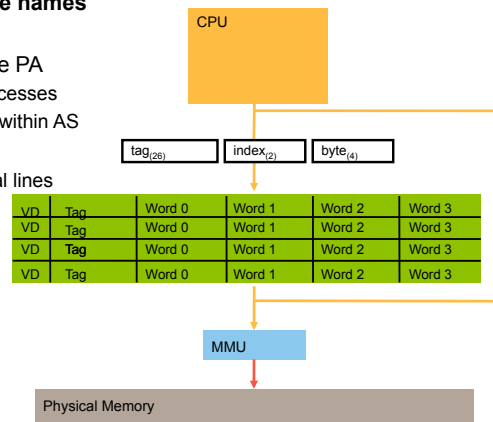 e names
CPU
e PA
cesses
within AS
tag(26) index(2) byte(4)
al lines
VD Tag Word 0 Word 1 Word 2 Word 3
VD Tag Word 0 Word 1 Word 2 Word 3
VD Tag Word 0 Word 1 Word 2 Word 3
VD Tag Word 0 Word 1 Word 2 Word 3
MMU
Physical Memory